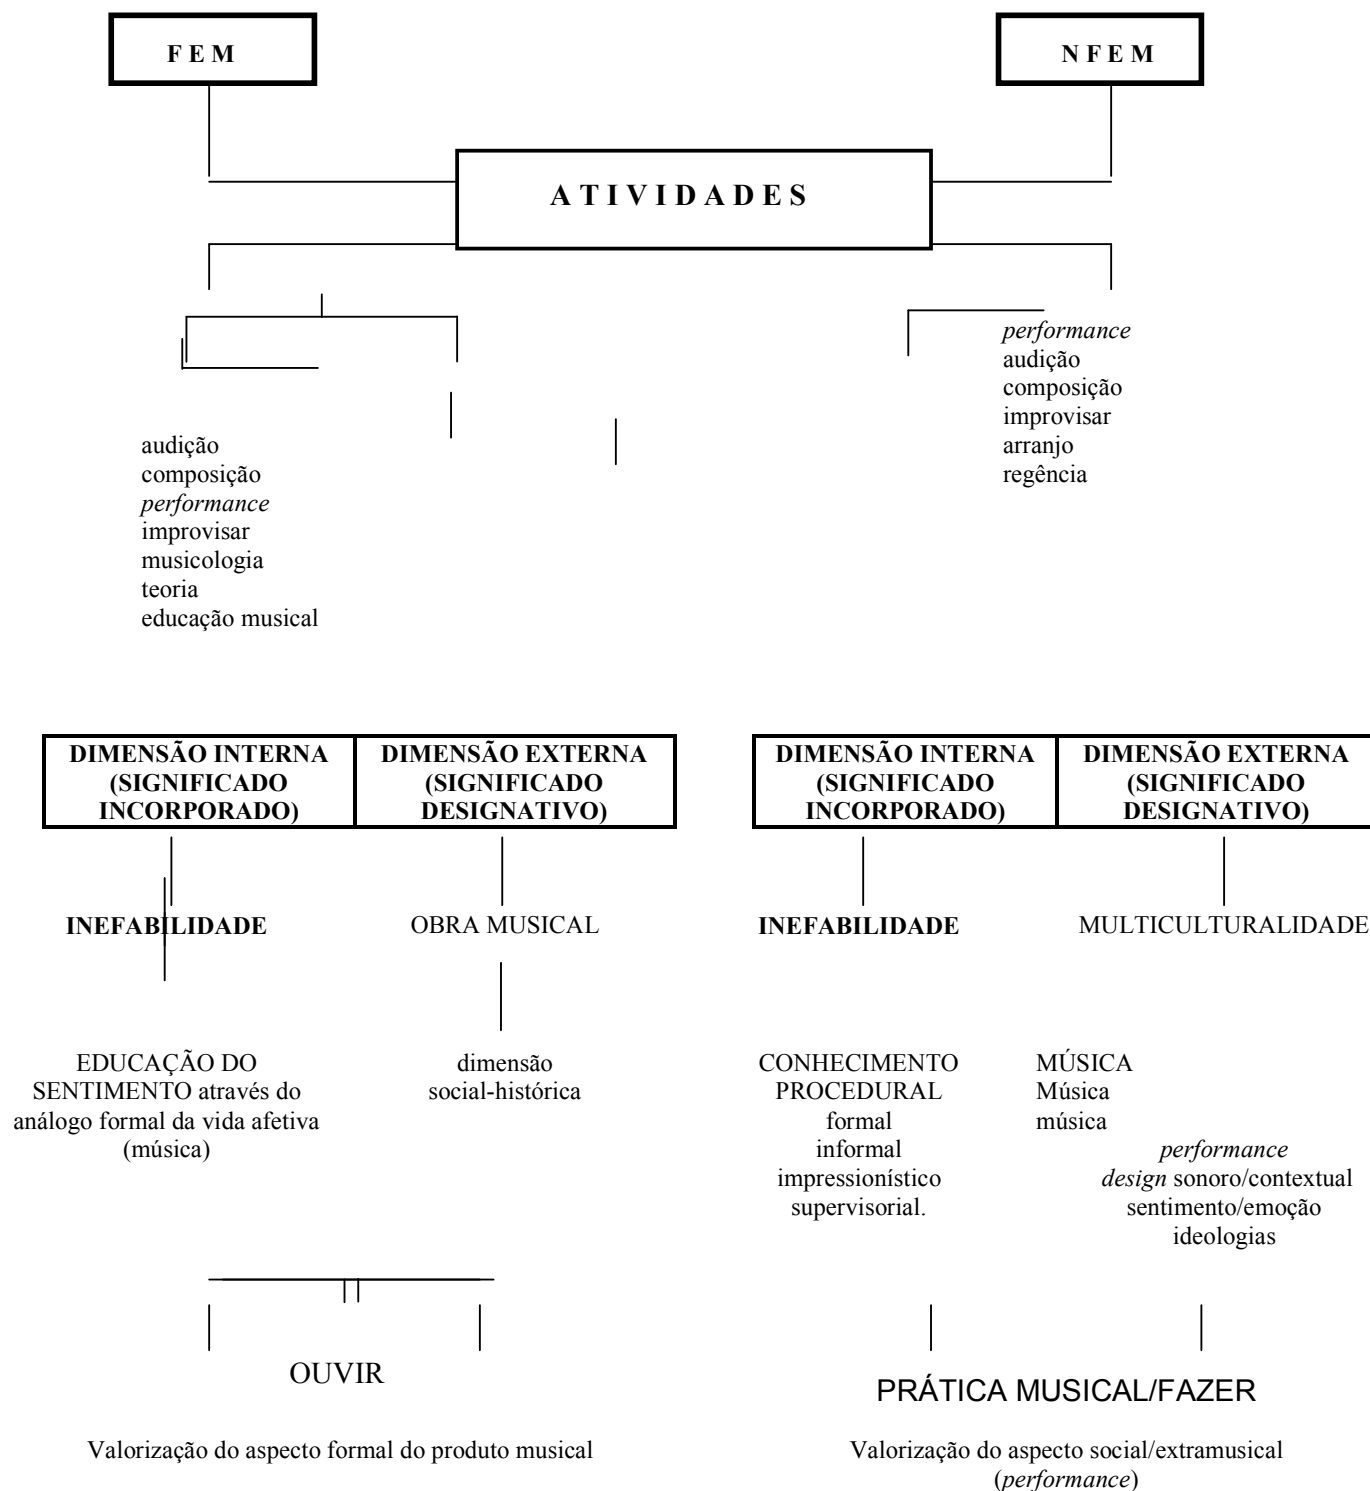 F E M
N F E M
A T I V I D A D E S
performance
audição
composição
improvisar
arranjo
regência
audição
composição
performance
improvisar
musicologia
teoria
educação musical
DIMENSÃO INTERNA
(SIGNIFICADO
INCORPORADO)
DIMENSÃO EXTERNA
(SIGNIFICADO
DESIGNATIVO)
DIMENSÃO INTERNA
(SIGNIFICADO
INCORPORADO)
DIMENSÃO EXTERNA
(SIGNIFICADO
DESIGNATIVO)
INEFABILIDADE
OBRA MUSICAL
INEFABILIDADE
MULTICULTURALIDADE
EDUCAÇÃO DO
SENTIMENTO através do
análogo formal da vida afetiva
(música)
dimensão
social-histórica
CONHECIMENTO
PROCEDURAL
formal
informal
impressionístico
supervisorial.
MÚSICA
Música
música
performance
design sonoro/contextual
sentimento/emoção
ideologias
OUVIR
PRÁTICA MUSICAL/FAZER
Valorização do aspecto formal do produto musical
Valorização do aspecto social/extramusical
(performance)